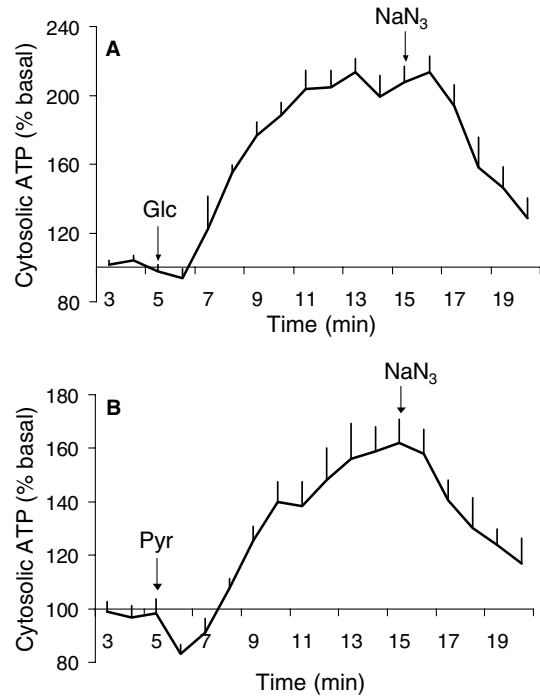 A
NaN₃
Cytosolic ATP (% basal)
240
200
160
120
80
Glc
3 5 7 9 11 13 15 17 19
Time (min)
B
NaN₃
Cytosolic ATP (% basal)
180
160
140
120
100
80
Pyr
3 5 7 9 11 13 15 17 19
Time (min)